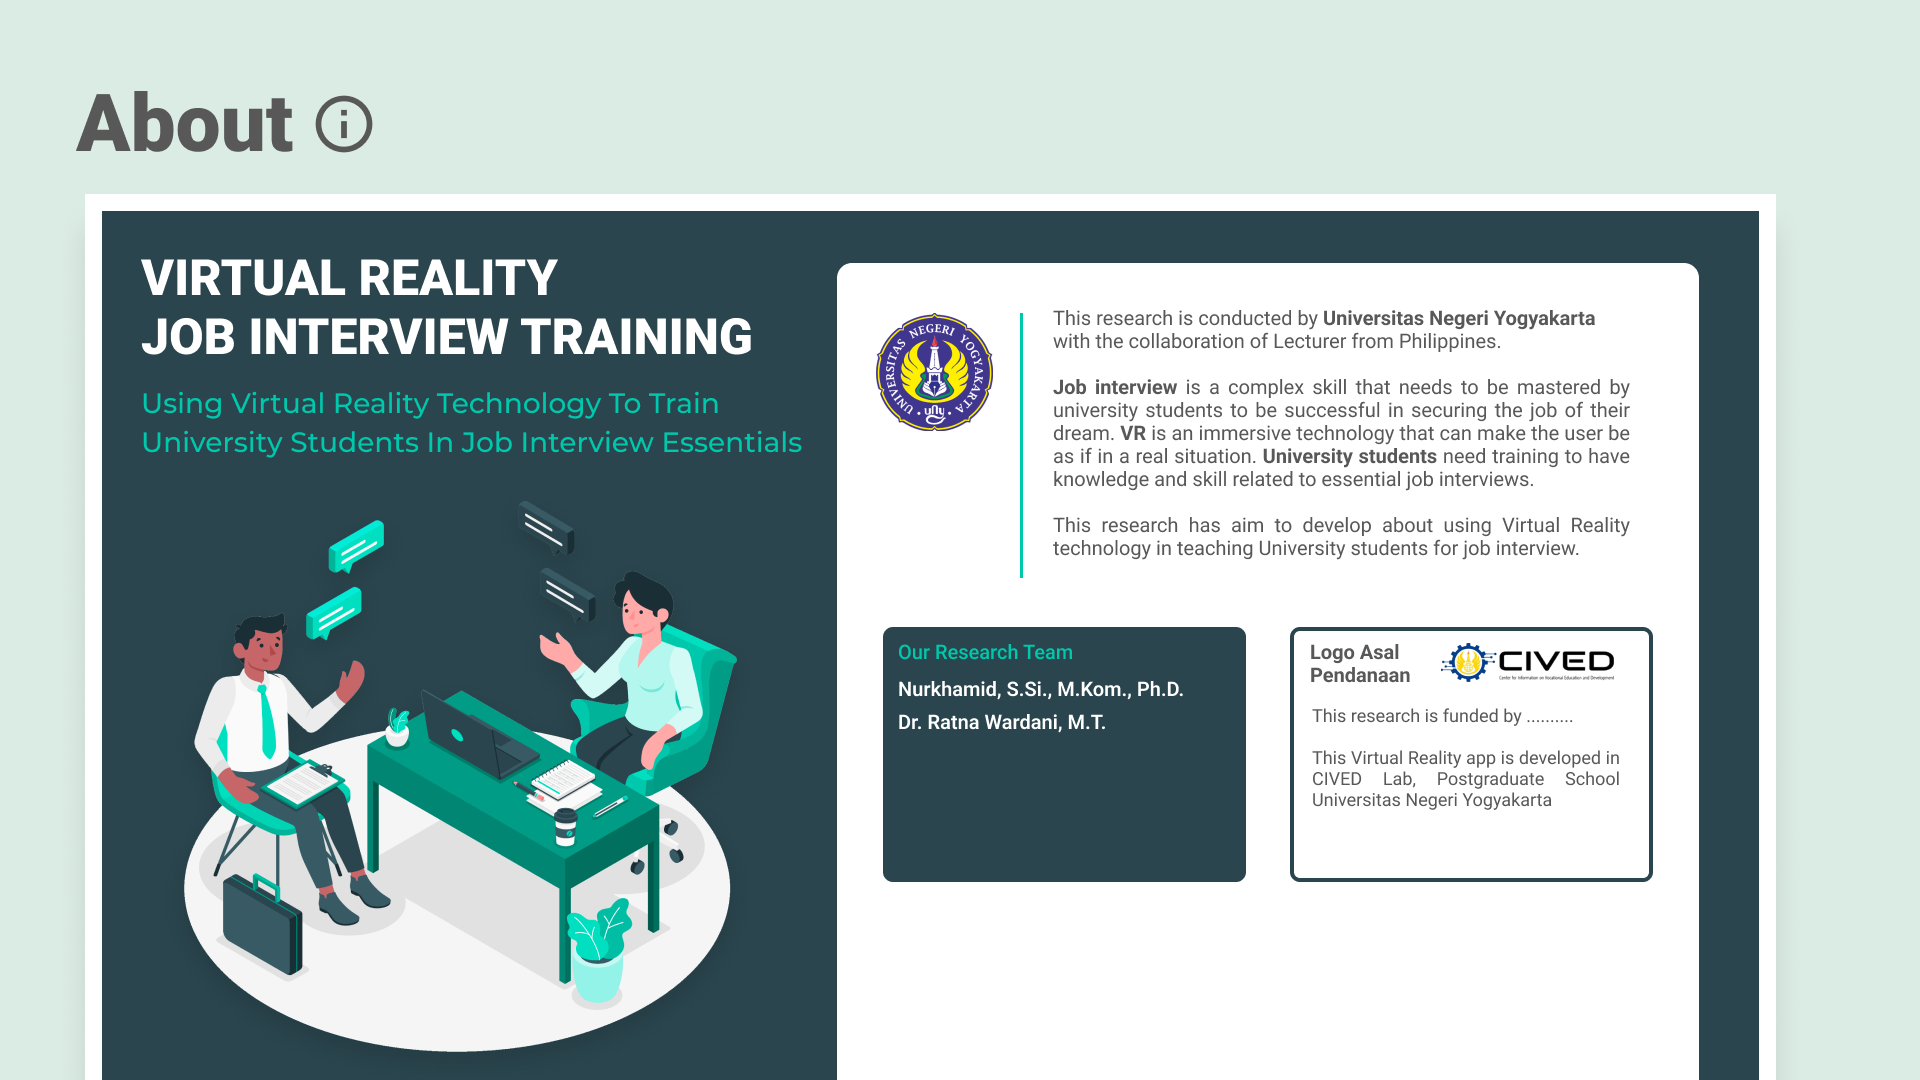 About
VIRTUAL REALITY
JOB INTERVIEW TRAINING
Using Virtual Reality Technology To Train
University Students In Job Interview Essentials
UNIVERSITAS NEGERI YOGYAKARTA
uny
This research is conducted by Universitas Negeri Yogyakarta
with the collaboration of Lecturer from Philippines.
Job interview is a complex skill that needs to be mastered by
university students to be successful in securing the job of their
dream. VR is an immersive technology that can make the user be
as if in a real situation. University students need training to have
knowledge and skill related to essential job interviews.
This research has aim to develop about using Virtual Reality
technology in teaching University students for job interview.
Our Research Team
Nurkhamid, S.Si., M.Kom., Ph.D.
Dr. Ratna Wardani, M.T.
Logo Asal
Pendanaan
CIVED
Center for Information on Vocational Education and Development
This research is funded by ..........
This Virtual Reality app is developed in
CIVED Lab, Postgraduate School
Universitas Negeri Yogyakarta